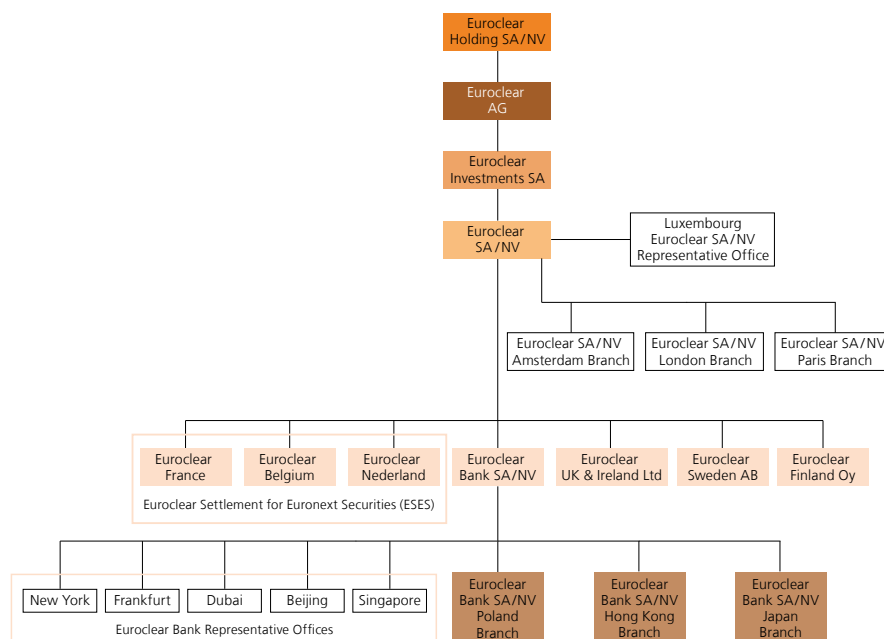 Euroclear
Holding SA/NV
Euroclear
AG
Euroclear
Investments SA
Euroclear
SA/NV
Luxembourg
Euroclear SA/NV
Representative Office
Euroclear SA/NV
Amsterdam Branch
Euroclear SA/NV
London Branch
Euroclear SA/NV
Paris Branch
Euroclear
France
Euroclear
Belgium
Euroclear
Nederland
Euroclear
Bank SA/NV
Euroclear
UK & Ireland Ltd
Euroclear
Sweden AB
Euroclear
Finland Oy
Euroclear Settlement for Euronext Securities (ESES)
New York
Frankfurt
Dubai
Beijing
Singapore
Euroclear Bank Representative Offices
Euroclear
Bank SA/NV
Poland
Branch
Euroclear
Bank SA/NV
Hong Kong
Branch
Euroclear
Bank SA/NV
Japan
Branch